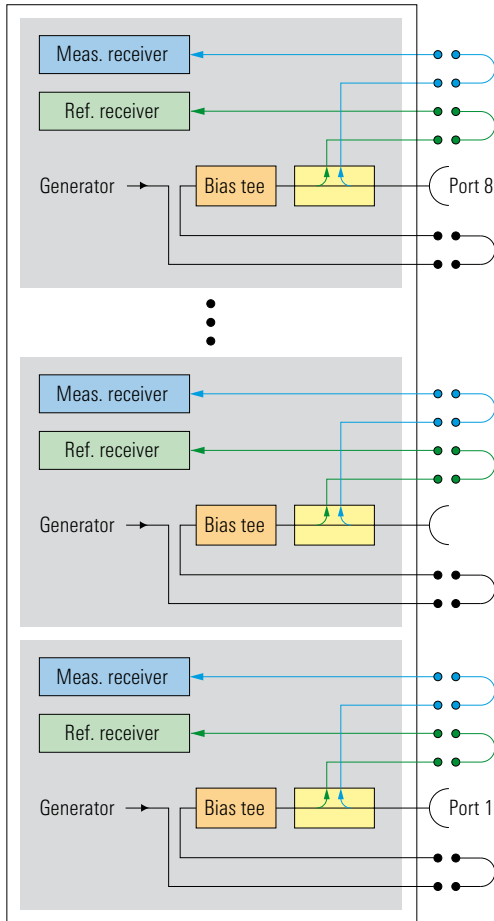 Meas. receiver
Ref. receiver
Generator
Bias tee
Port 8
Meas. receiver
Ref. receiver
Generator
Bias tee
Meas. receiver
Ref. receiver
Generator
Bias tee
Port 1